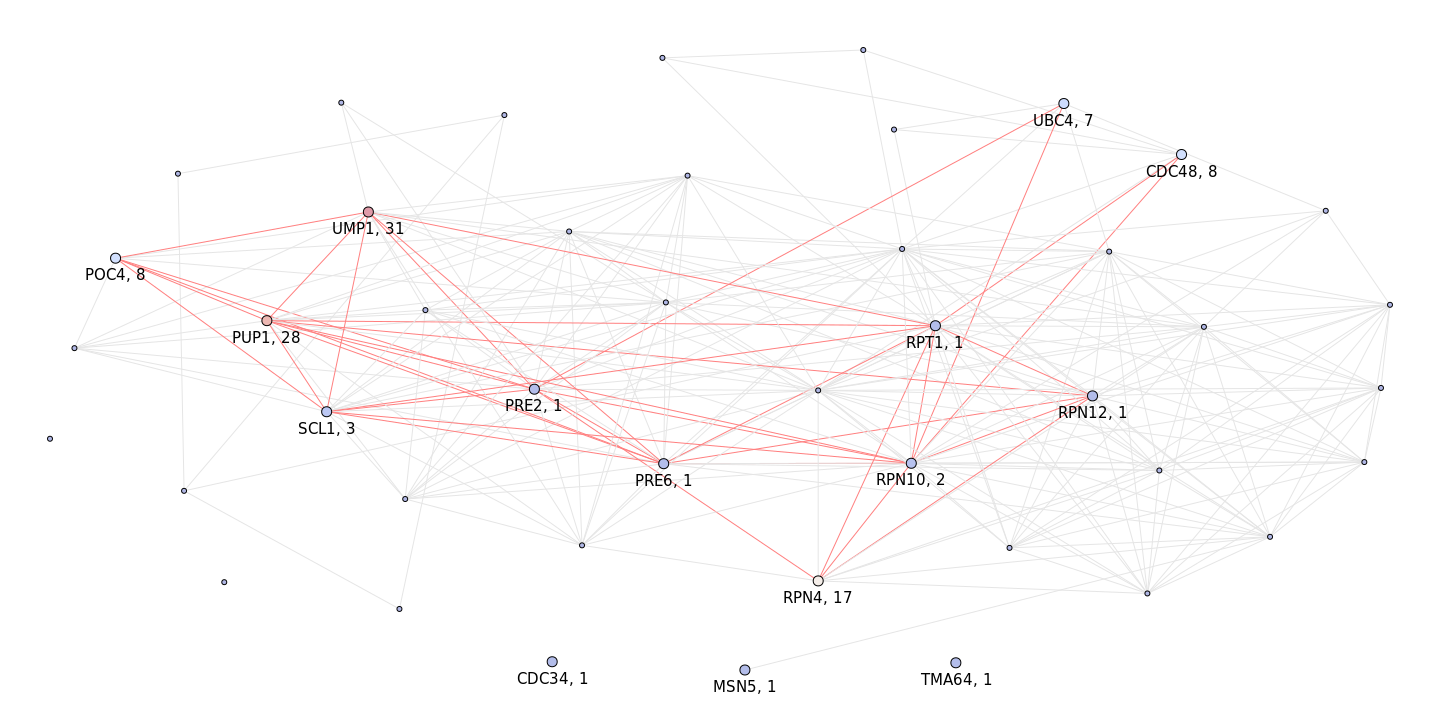 UBC4, 7
CDC48, 8
UMP1, 31
POC4, 8
PUP1, 28
RPT1, 1
PRE2, 1
RPN12, 1
SCL1, 3
PRE6, 1
RPN10, 2
RPN4, 17
CDC34, 1
MSN5, 1
TMA64, 1